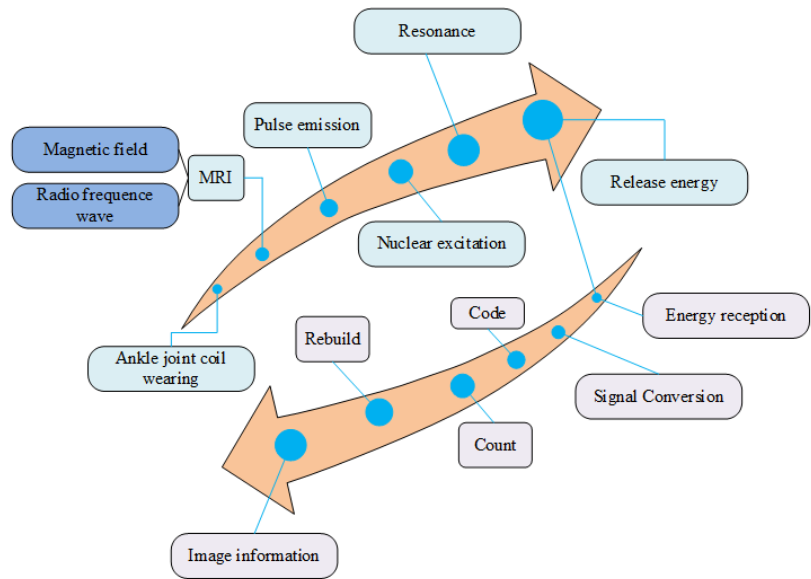 Resonance
Pulse emission
Magnetic field
MRI
Radio frequence
wave
Release energy
Nuclear excitation
Energy reception
Code
Rebuild
Ankle joint coil
wearing
Signal Conversion
Count
Image information